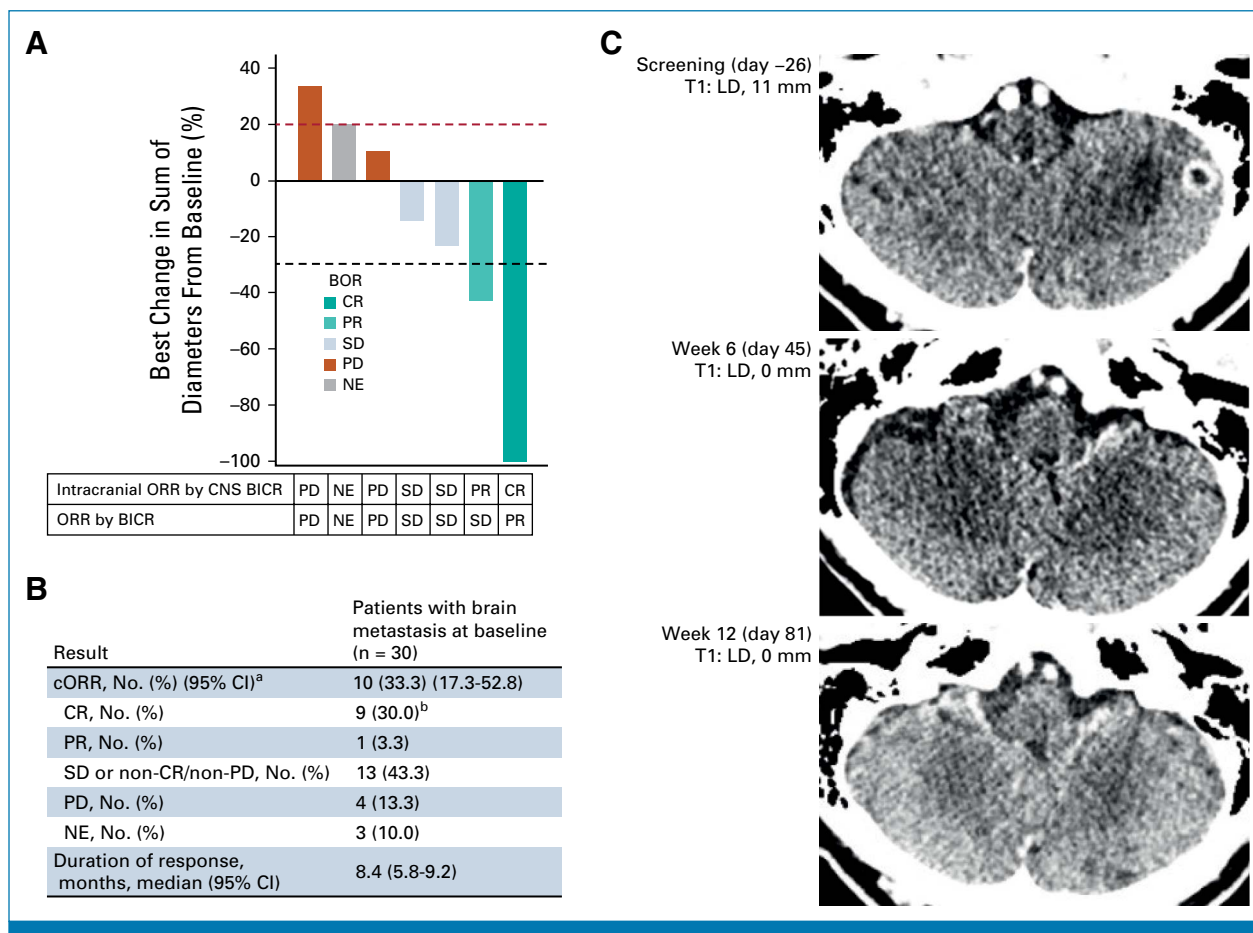 A
Best Change in Sum of
Diameters From Baseline (%)
40
20
0
−20
−40
−60
−80
−100
BOR
CR
PR
SD
PD
NE
Intracranial ORR by CNS BICR PD NE PD SD SD PR CR
ORR by BICR PD NE PD SD SD SD PR
B
Result
Patients with brain
metastasis at baseline
(n = 30)
cORR, No. (%) (95% CI)a 10 (33.3) (17.3-52.8)
CR, No. (%) 9 (30.0)b
PR, No. (%) 1 (3.3)
SD or non-CR/non-PD, No. (%) 13 (43.3)
PD, No. (%) 4 (13.3)
NE, No. (%) 3 (10.0)
Duration of response,
months, median (95% CI) 8.4 (5.8-9.2)
C
Screening (day −26)
T1: LD, 11 mm
Week 6 (day 45)
T1: LD, 0 mm
Week 12 (day 81)
T1: LD, 0 mm